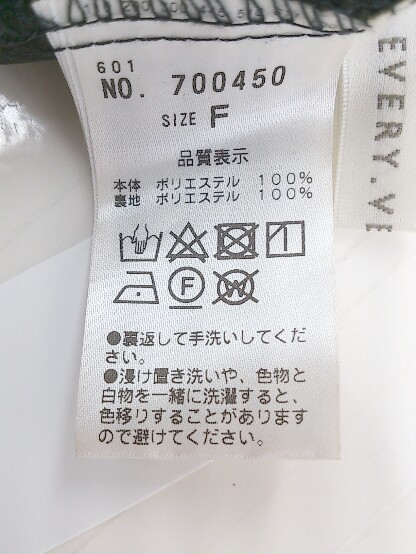 601
NO. 700450
SIZE F
品質表示
本体 ポリエステル 100%
裏地 ポリエステル 100%
F
W
●裏返して手洗いしてくだ
さい。
●浸け置き洗いや、色物と
白物を一緒に洗濯すると、
色移りすることがあります
ので避けてください。
EVERY.VE